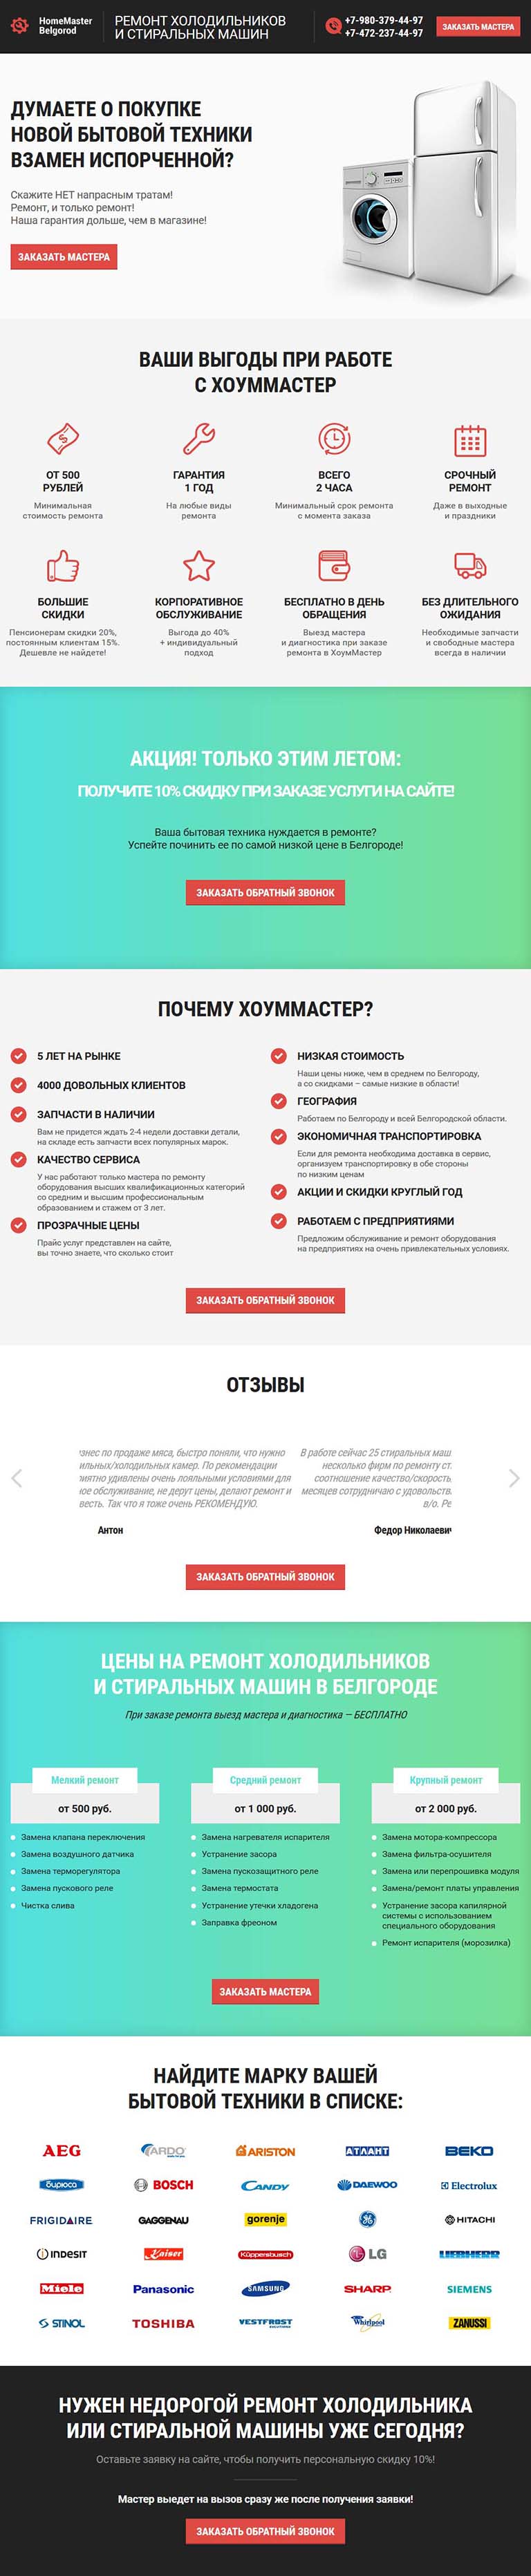 HomeMaster
Belgorod
РЕМОНТ ХОЛОДИЛЬНИКОВ
И СТИРАЛЬНЫХ МАШИН
+7-980-379-44-97
+7-472-237-44-97
ЗАКАЗАТЬ МАСТЕРА
ДУМАЕТЕ О ПОКУПКЕ
НОВОЙ БЫТОВОЙ ТЕХНИКИ
ВЗАМЕН ИСПОРЧЕННОЙ?
Скажите НЕТ напрасным тратам!
Ремонт, и только ремонт!
Наша гарантия дольше, чем в магазине!
ЗАКАЗАТЬ МАСТЕРА
ВАШИ ВЫГОДЫ ПРИ РАБОТЕ
С ХОУММАСТЕР
ОТ 500
РУБЛЕЙ
Минимальная
стоимость ремонта
ГАРАНТИЯ
1 ГОД
На любые виды
ремонта
ВСЕГО
2 ЧАСА
Минимальный срок ремонта
с момента заказа
СРОЧНЫЙ
РЕМОНТ
Даже в выходные
и праздники
БОЛЬШИЕ
СКИДКИ
Пенсионерам скидки 20%,
постоянным клиентам 15%.
Дешевле не найдете!
КОРПОРАТИВНОЕ
ОБСЛУЖИВАНИЕ
Выгода до 40%
+ индивидуальный
подход
БЕСПЛАТНО В ДЕНЬ
ОБРАЩЕНИЯ
Выезд мастера
и диагностика при заказе
ремонта в ХоумМастер
БЕЗ ДЛИТЕЛЬНОГО
ОЖИДАНИЯ
Необходимые запчасти
и свободные мастера
всегда в наличии
АКЦИЯ! ТОЛЬКО ЭТИМ ЛЕТОМ:
ПОЛУЧИТЕ 10% СКИДКУ ПРИ ЗАКАЗЕ УСЛУГИ НА САЙТЕ!
Ваша бытовая техника нуждается в ремонте?
Успейте починить ее по самой низкой цене в Белгороде!
ЗАКАЗАТЬ ОБРАТНЫЙ ЗВОНОК
ПОЧЕМУ ХОУММАСТЕР?
5 ЛЕТ НА РЫНКЕ
4000 ДОВОЛЬНЫХ КЛИЕНТОВ
ЗАПЧАСТИ В НАЛИЧИИ
Вам не придется ждать 2-4 недели доставки детали,
на складе есть запчасти всех популярных марок.
КАЧЕСТВО СЕРВИСА
У нас работают только мастера по ремонту
оборудования высших квалификационных категорий
со средним и высшим профессиональным
образованием и стажем от 3 лет.
ПРОЗРАЧНЫЕ ЦЕНЫ
Прайс услуг представлен на сайте,
вы точно знаете, что сколько стоит
НИЗКАЯ СТОИМОСТЬ
Наши цены ниже, чем в среднем по Белгороду,
а со скидками – самые низкие в области!
ГЕОГРАФИЯ
Работаем по Белгороду и всей Белгородской области.
ЭКОНОМИЧНАЯ ТРАНСПОРТИРОВКА
Если для ремонта необходима доставка в сервис,
организуем транспортировку в обе стороны
по низким ценам
АКЦИИ И СКИДКИ КРУГЛЫЙ ГОД
РАБОТАЕМ С ПРЕДПРИЯТИЯМИ
Предложим обслуживание и ремонт оборудования
на предприятиях на очень привлекательных условиях.
ЗАКАЗАТЬ ОБРАТНЫЙ ЗВОНОК
ОТЗЫВЫ
знес по продаже мяса, быстро поняли, что нужно
ильных/холодильных камер. По рекомендации
иятно удивлены очень лояльными условиями для
ное обслуживание, не дерут цены, делают ремонт и
весть. Так что я тоже очень РЕКОМЕНДУЮ.
Антон
В работе сейчас 25 стиральных маш
несколько фирм по ремонту ст.
соотношение качество/скорость.
месяцев сотрудничаю с удовольств.
в/о. Ре
Федор Николаевич
ЗАКАЗАТЬ ОБРАТНЫЙ ЗВОНОК
ЦЕНЫ НА РЕМОНТ ХОЛОДИЛЬНИКОВ
И СТИРАЛЬНЫХ МАШИН В БЕЛГОРОДЕ
При заказе ремонта выезд мастера и диагностика — БЕСПЛАТНО
Мелкий ремонт
от 500 руб.
Замена клапана переключения
Замена воздушного датчика
Замена терморегулятора
Замена пускового реле
Чистка слива
Средний ремонт
от 1 000 руб.
Замена нагревателя испарителя
Устранение засора
Замена пускозащитного реле
Замена термостата
Устранение утечки хладогена
Заправка фреоном
Крупный ремонт
от 2 000 руб.
Замена мотора-компрессора
Замена фильтра-осушителя
Замена или перепрошивка модуля
Замена/ремонт платы управления
Устранение засора капилярной
системы с использованием
специального оборудования
Ремонт испарителя (морозилка)
ЗАКАЗАТЬ МАСТЕРА
НАЙДИТЕ МАРКУ ВАШЕЙ
БЫТОВОЙ ТЕХНИКИ В СПИСКЕ:
AEG ARDO ARISTON АТЛАНТ BEKO
бирюса BOSCH CANDY DAEWOO Electrolux
FRIGIDAIRE GAGGENAU gorenje GE HITACHI
indesit Kaiser Küppersbusch LG LIEBHERR
Miele Panasonic SAMSUNG SHARP SIEMENS
STINOL TOSHIBA VESTFROST Whirlpool ZANUSSI
НУЖЕН НЕДОРОГОЙ РЕМОНТ ХОЛОДИЛЬНИКА
ИЛИ СТИРАЛЬНОЙ МАШИНЫ УЖЕ СЕГОДНЯ?
Оставьте заявку на сайте, чтобы получить персональную скидку 10%!
Мастер выедет на вызов сразу же после получения заявки!
ЗАКАЗАТЬ ОБРАТНЫЙ ЗВОНОК